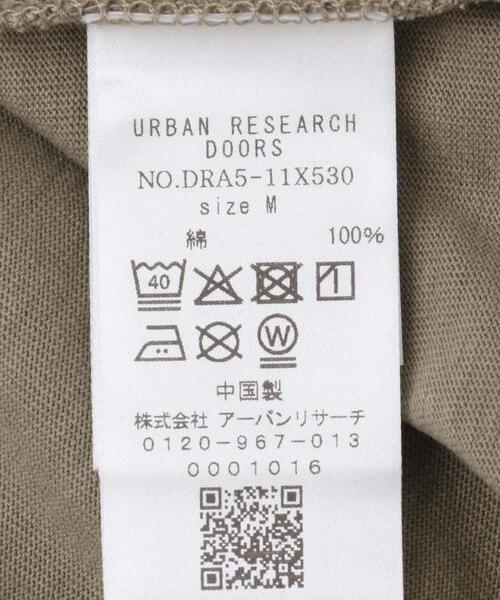 URBAN RESEARCH
DOORS
NO.DRA5-11X530
size M
綿 100%
40
W
中国製
株式会社 アーバンリサーチ
0120-967-013
0001016